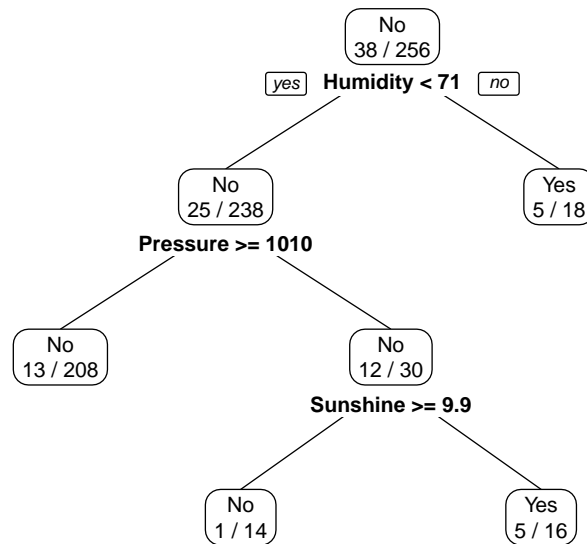 No
38 / 256
yes Humidity < 71 no
No
25 / 238
Yes
5 / 18
Pressure >= 1010
No
13 / 208
No
12 / 30
Sunshine >= 9.9
No
1 / 14
Yes
5 / 16